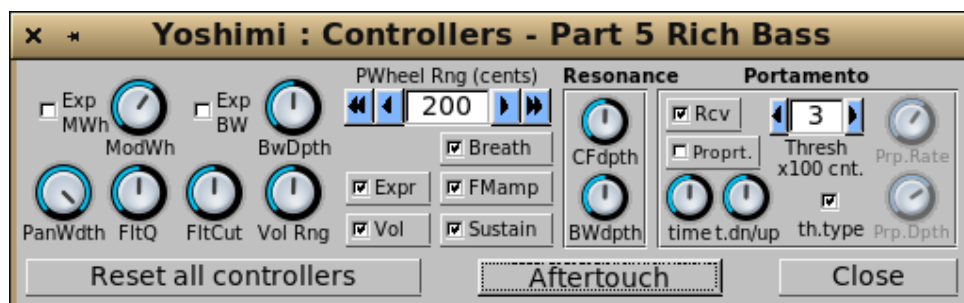 Yoshimi : Controllers - Part 5 Rich Bass
PWheel Rng (cents)
Resonance
Portamento
Exp
MWh
ModWh
Exp
BW
BwDpth
200
Breath
CFdpth
Rcv
3
Proprt.
Thresh
x100 cnt.
Prp.Rate
PanWdth
FltQ
FltCut
Vol Rng
Expr
FMamp
Vol
Sustain
BWdpth
time
t.dn/up
th.type
Prp.Dpth
Reset all controllers
Aftertouch
Close